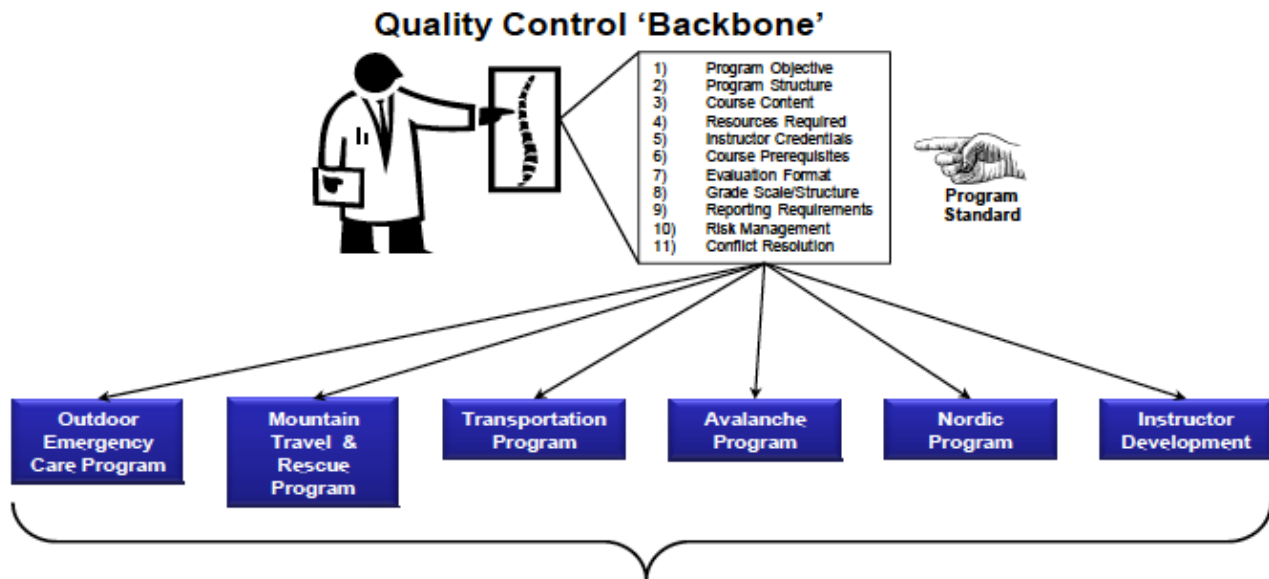 Quality Control 'Backbone'
1) Program Objective
2) Program Structure
3) Course Content
4) Resources Required
5) Instructor Credentials
6) Course Prerequisites
7) Evaluation Format
8) Grade Scale/Structure
9) Reporting Requirements
10) Risk Management
11) Conflict Resolution
Program
Standard
Outdoor
Emergency
Care Program
Mountain
Travel &
Rescue
Program
Transportation
Program
Avalanche
Program
Nordic
Program
Instructor
Development